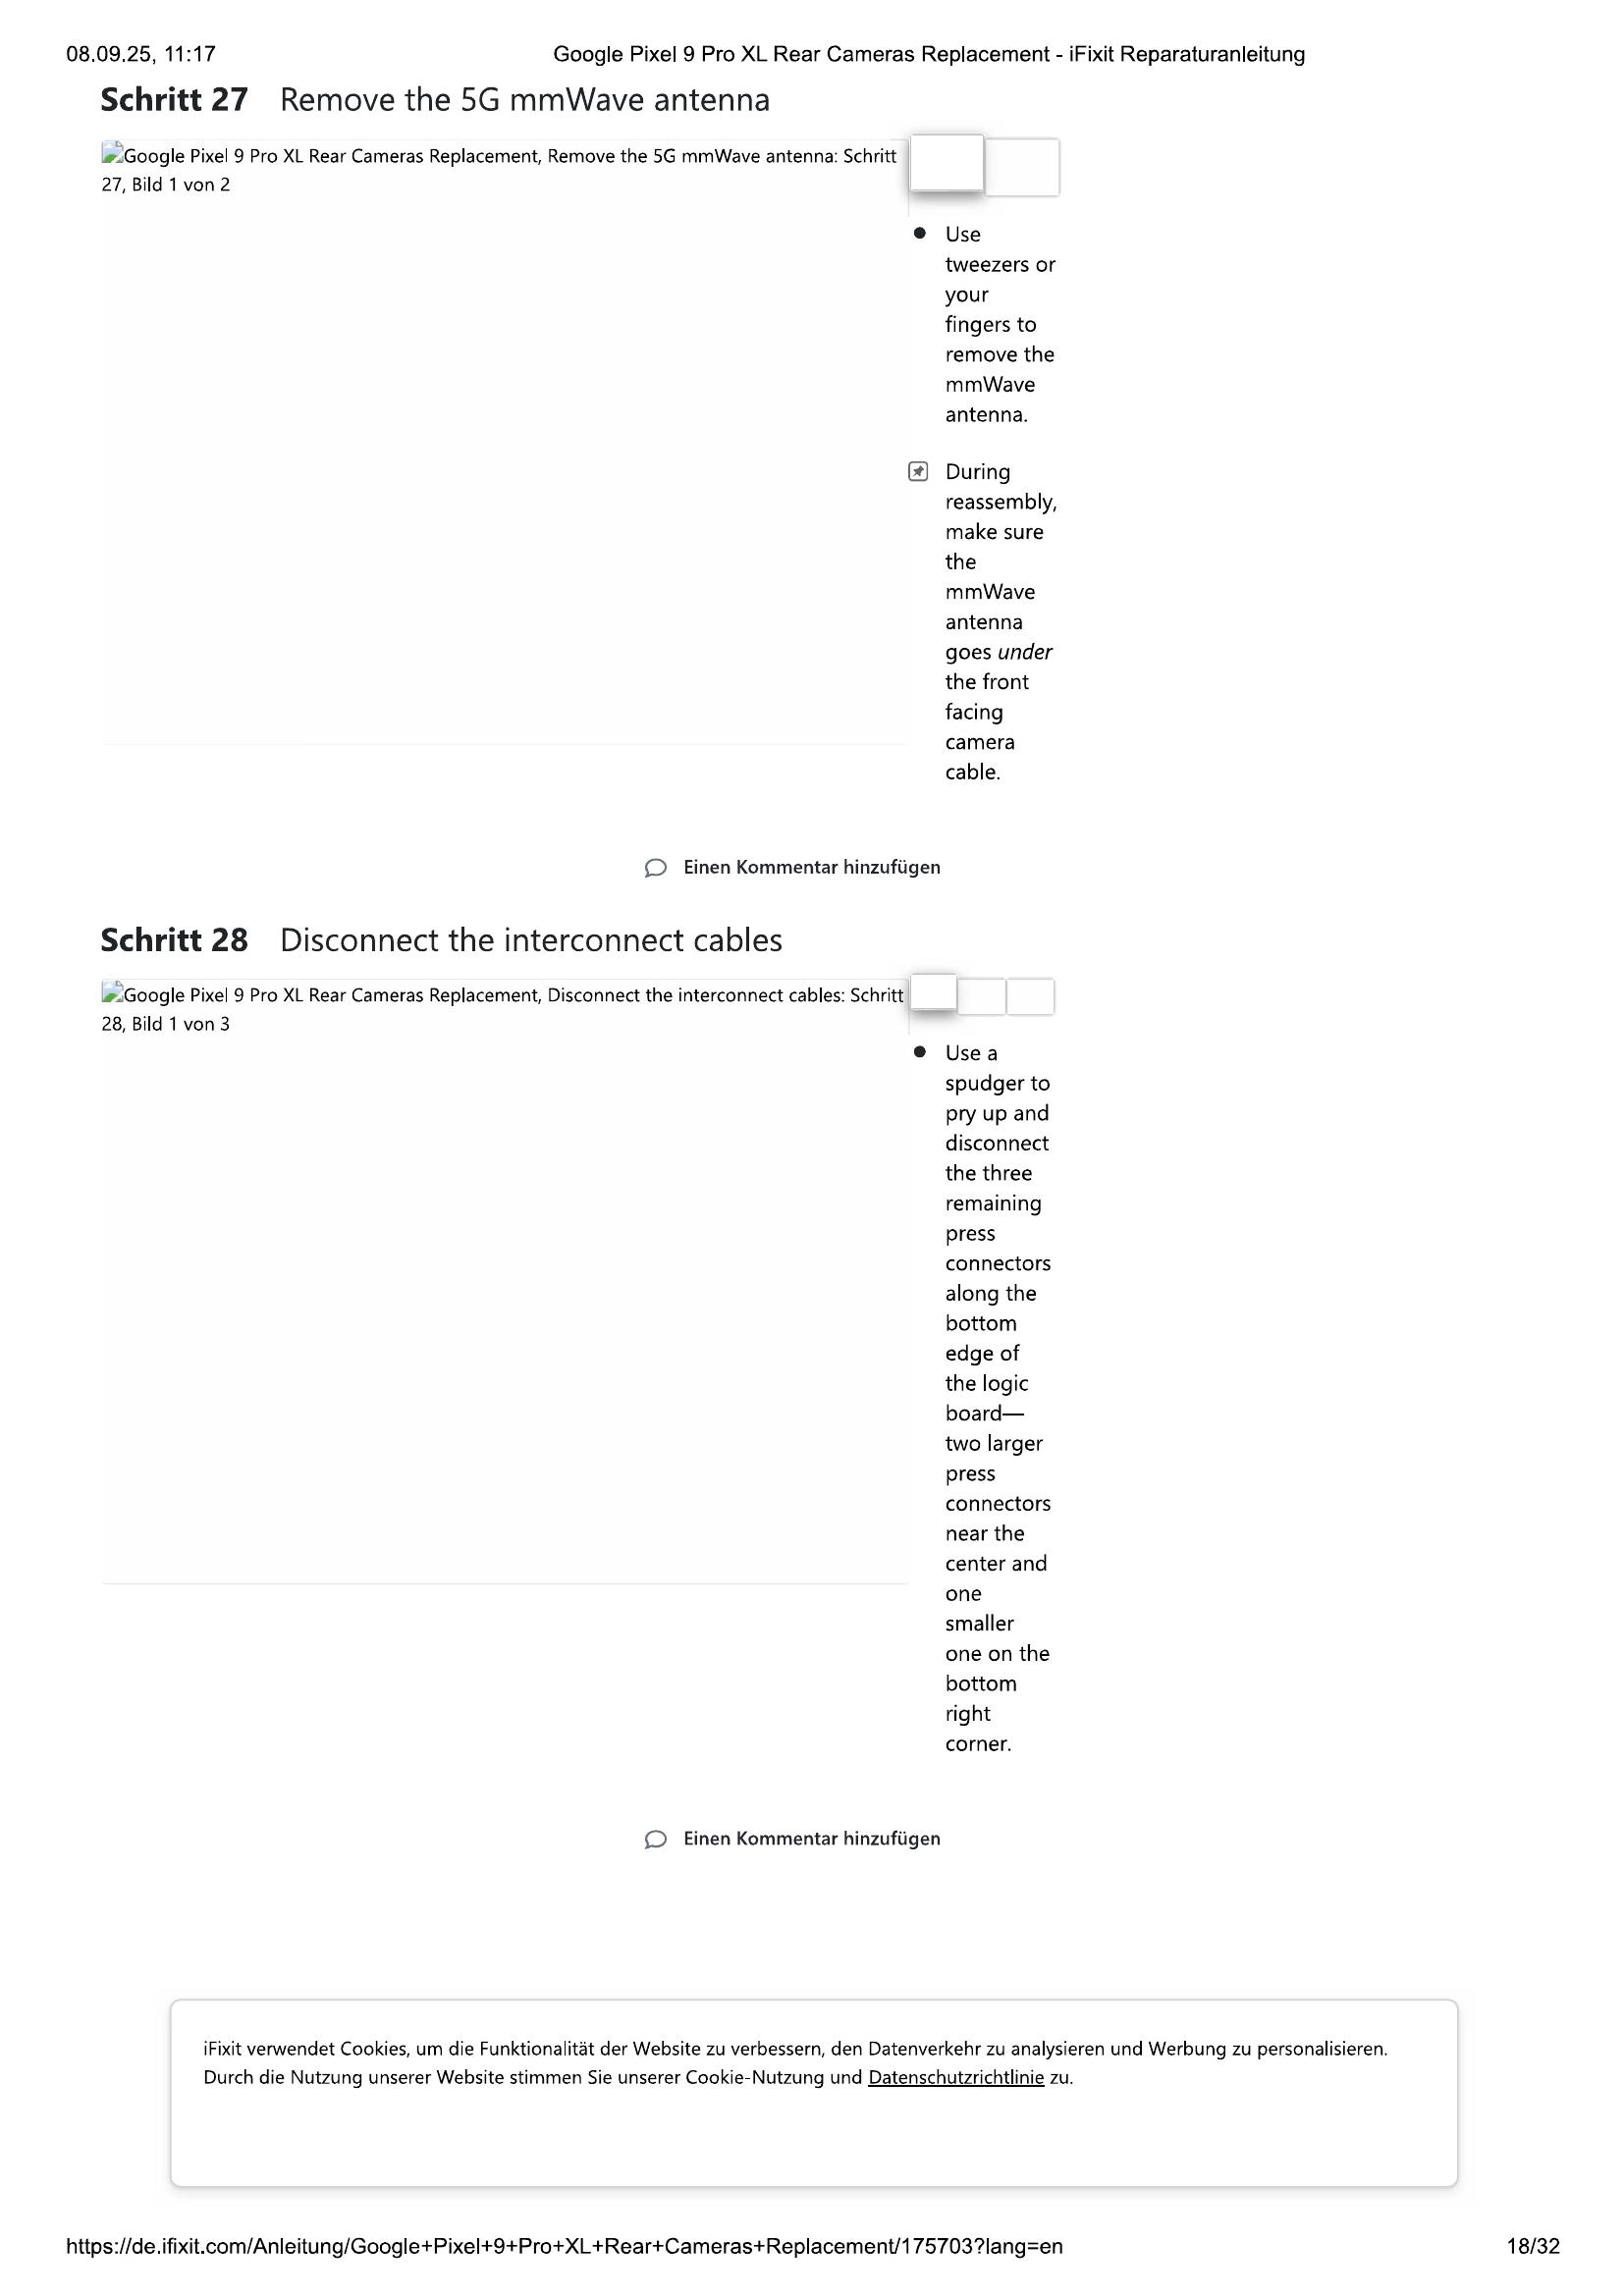 08.09.25, 11:17
Google Pixel 9 Pro XL Rear Cameras Replacement - iFixit Reparaturanleitung
Schritt 27 Remove the 5G mmWave antenna
Google Pixel 9 Pro XL Rear Cameras Replacement, Remove the 5G mmWave antenna: Schritt
27, Bild 1 von 2
Use
tweezers or
your
fingers to
remove the
mmWave
antenna.
During
reassembly,
make sure
the
mmWave
antenna
goes under
the front
facing
camera
cable.
Einen Kommentar hinzufügen
Schritt 28 Disconnect the interconnect cables
Google Pixel 9 Pro XL Rear Cameras Replacement, Disconnect the interconnect cables: Schritt
28, Bild 1 von 3
Use a
spudger to
pry up and
disconnect
the three
remaining
press
connectors
along the
bottom
edge of
the logic
board—
two larger
press
connectors
near the
center and
one
smaller
one on the
bottom
right
corner.
Einen Kommentar hinzufügen
iFixit verwendet Cookies, um die Funktionalität der Website zu verbessern, den Datenverkehr zu analysieren und Werbung zu personalisieren.
Durch die Nutzung unserer Website stimmen Sie unserer Cookie-Nutzung und Datenschutzrichtlinie zu.
https://de.ifixit.com/Anleitung/Google+Pixel+9+Pro+XL+Rear+Cameras+Replacement/175703?lang=en
18/32